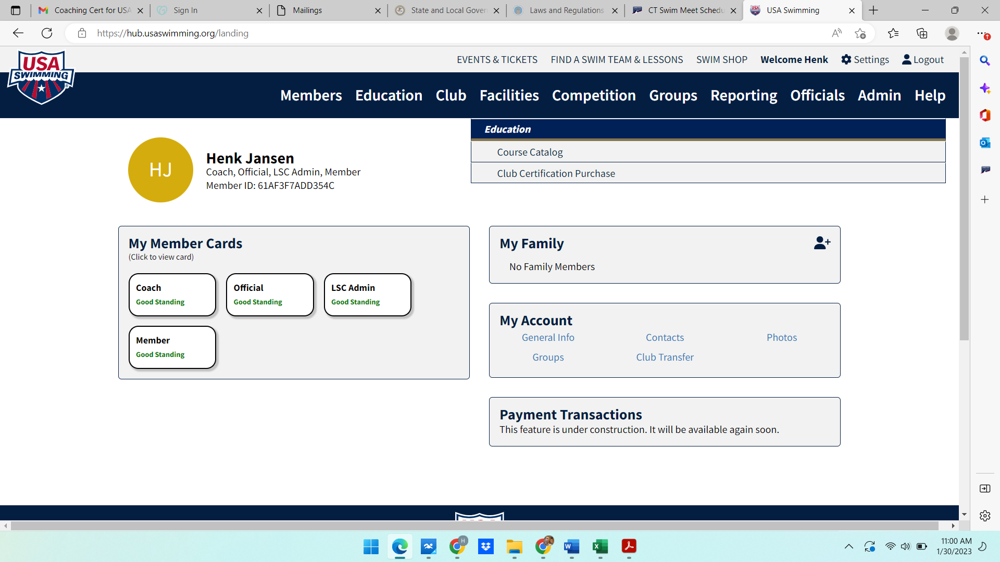 Coaching Cert for USA
Sign In
Mailings
State and Local Gover
Laws and Regulations
CT Swim Meet Schedu
USA Swimming
https://hub.usaswimming.org/landing
EVENTS & TICKETS FIND A SWIM TEAM & LESSONS SWIM SHOP Welcome Henk Settings Logout
USA
SWIMMING
Members Education Club Facilities Competition Groups Reporting Officials Admin Help
Education
Course Catalog
Club Certification Purchase
HJ
Henk Jansen
Coach, Official, LSC Admin, Member
Member ID: 61AF3F7ADD354C
My Member Cards
(Click to view card)
Coach
Good Standing
Official
Good Standing
LSC Admin
Good Standing
Member
Good Standing
My Family
No Family Members
My Account
General Info Contacts Photos
Groups Club Transfer
Payment Transactions
This feature is under construction. It will be available again soon.
11:00 AM
1/30/2023